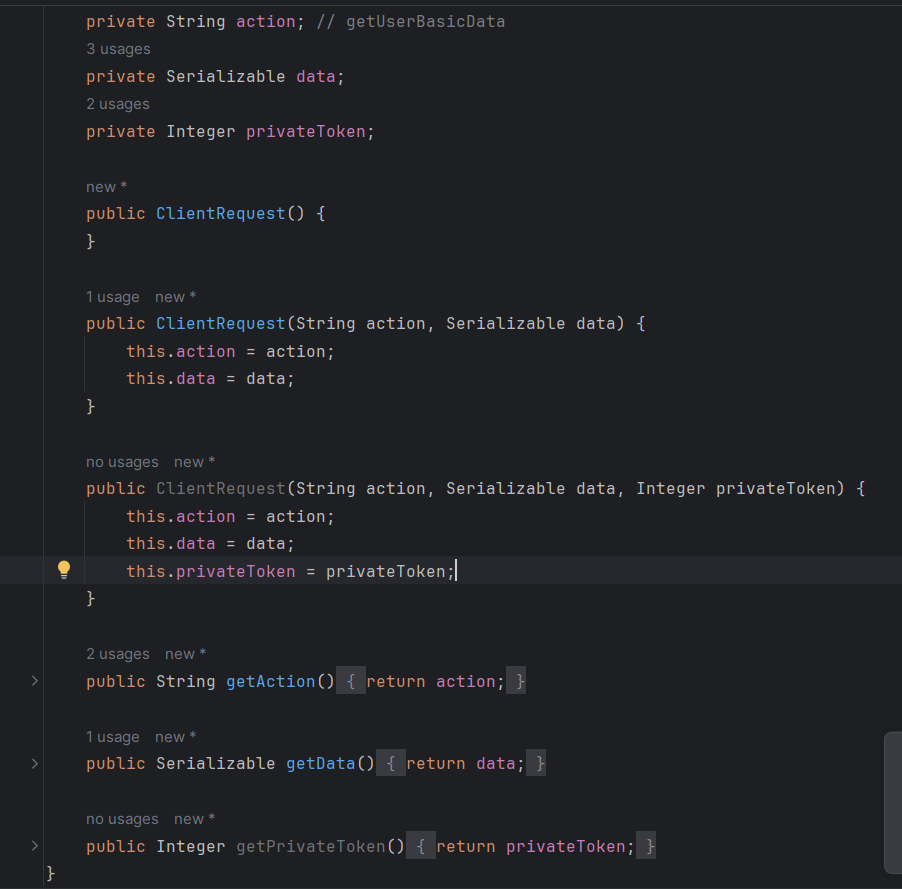 private String action; // getUserBasicData
3 usages
private Serializable data;
2 usages
private Integer privateToken;
new *
public ClientRequest() {
}
1 usage new *
public ClientRequest(String action, Serializable data) {
this.action = action;
this.data = data;
}
no usages new *
public ClientRequest(String action, Serializable data, Integer privateToken) {
this.action = action;
this.data = data;
this.privateToken = privateToken;
}
2 usages new *
public String getAction() { return action; }
1 usage new *
public Serializable getData() { return data; }
no usages new *
public Integer getPrivateToken() { return privateToken; }
}